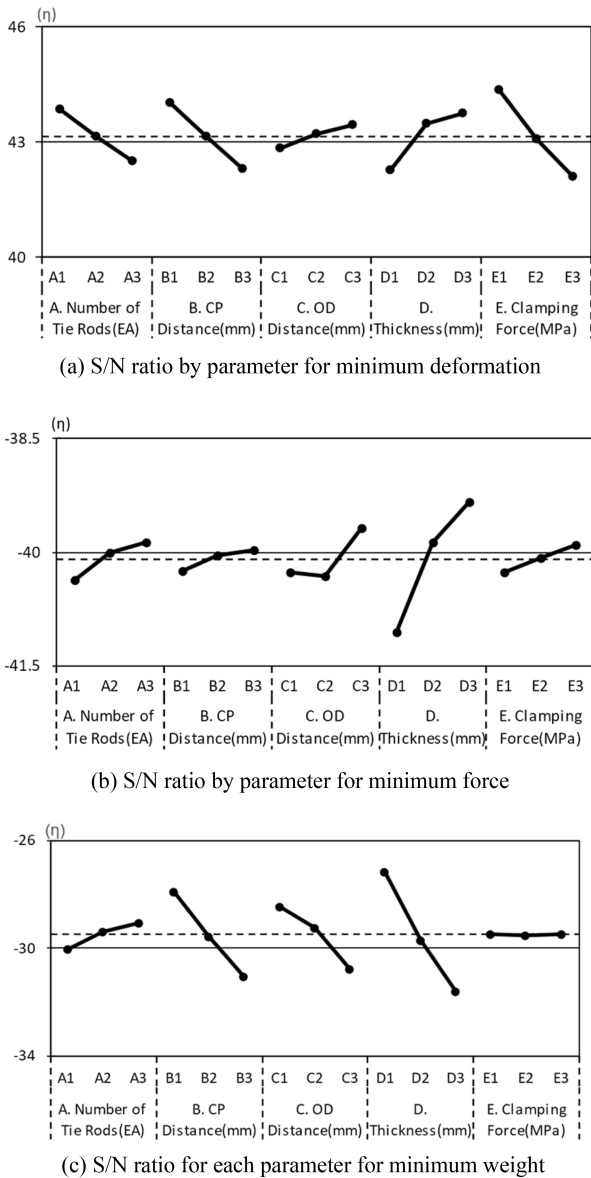 (η)
46
43
40
A1 A2 A3 B1 B2 B3 C1 C2 C3 D1 D2 D3 E1 E2 E3
A. Number of B. CP C. OD D. E. Clamping
Tie Rods(EA) Distance(mm) Distance(mm) Thickness(mm) Force(MPa)
(a) S/N ratio by parameter for minimum deformation
(η)
-38.5
-40
-41.5
A1 A2 A3 B1 B2 B3 C1 C2 C3 D1 D2 D3 E1 E2 E3
A. Number of B. CP C. OD D. E. Clamping
Tie Rods(EA) Distance(mm) Distance(mm) Thickness(mm) Force(MPa)
(b) S/N ratio by parameter for minimum force
(η)
-26
-30
-34
A1 A2 A3 B1 B2 B3 C1 C2 C3 D1 D2 D3 E1 E2 E3
A. Number of B. CP C. OD D. E. Clamping
Tie Rods(EA) Distance(mm) Distance(mm) Thickness(mm) Force(MPa)
(c) S/N ratio for each parameter for minimum weight